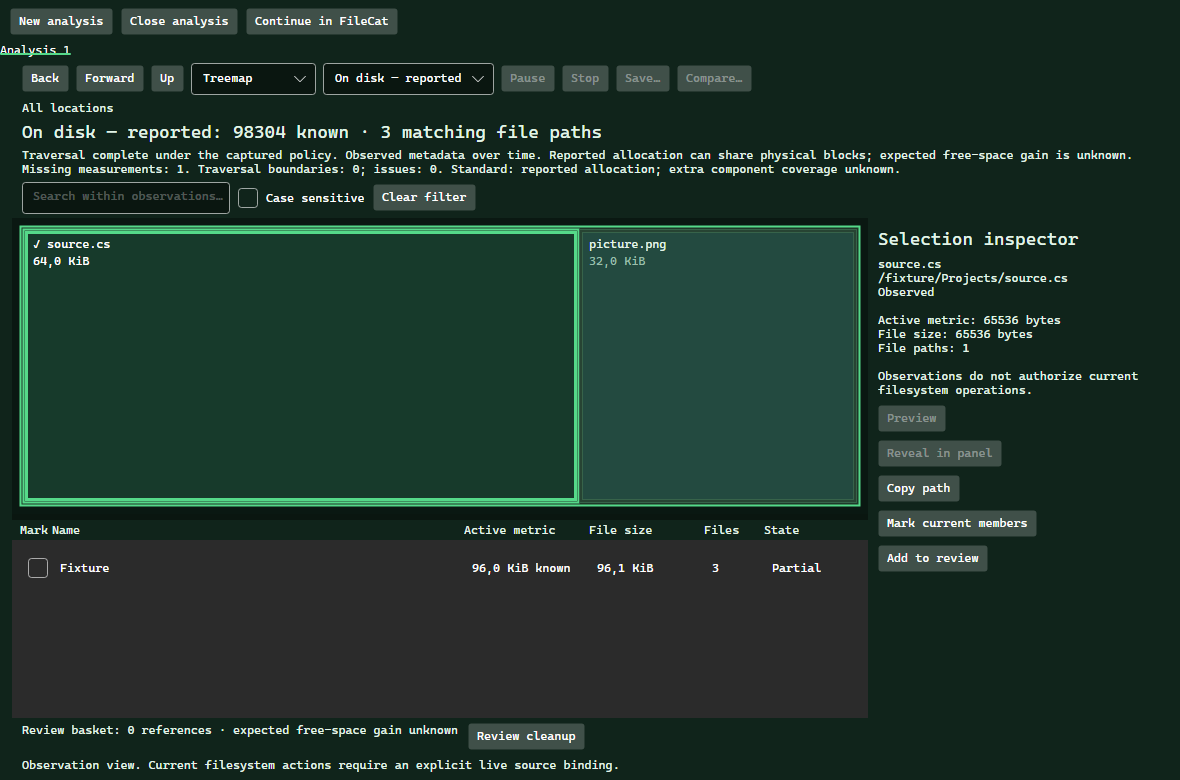 New analysis Close analysis Continue in FileCat
Analysis 1
Back Forward Up Treemap On disk — reported Pause Stop Save… Compare…
All locations
On disk — reported: 98304 known · 3 matching file paths
Traversal complete under the captured policy. Observed metadata over time. Reported allocation can share physical blocks; expected free-space gain is unknown.
Missing measurements: 1. Traversal boundaries: 0; issues: 0. Standard: reported allocation; extra component coverage unknown.
Search within observations… Case sensitive Clear filter
✓ source.cs
64,0 KiB
picture.png
32,0 KiB
Selection inspector
source.cs
/fixture/Projects/source.cs
Observed
Active metric: 65536 bytes
File size: 65536 bytes
File paths: 1
Observations do not authorize current
filesystem operations.
Preview
Reveal in panel
Copy path
Mark current members
Add to review
Mark Name Active metric File size Files State
Fixture 96,0 KiB known 96,1 KiB 3 Partial
Review basket: 0 references · expected free-space gain unknown Review cleanup
Observation view. Current filesystem actions require an explicit live source binding.